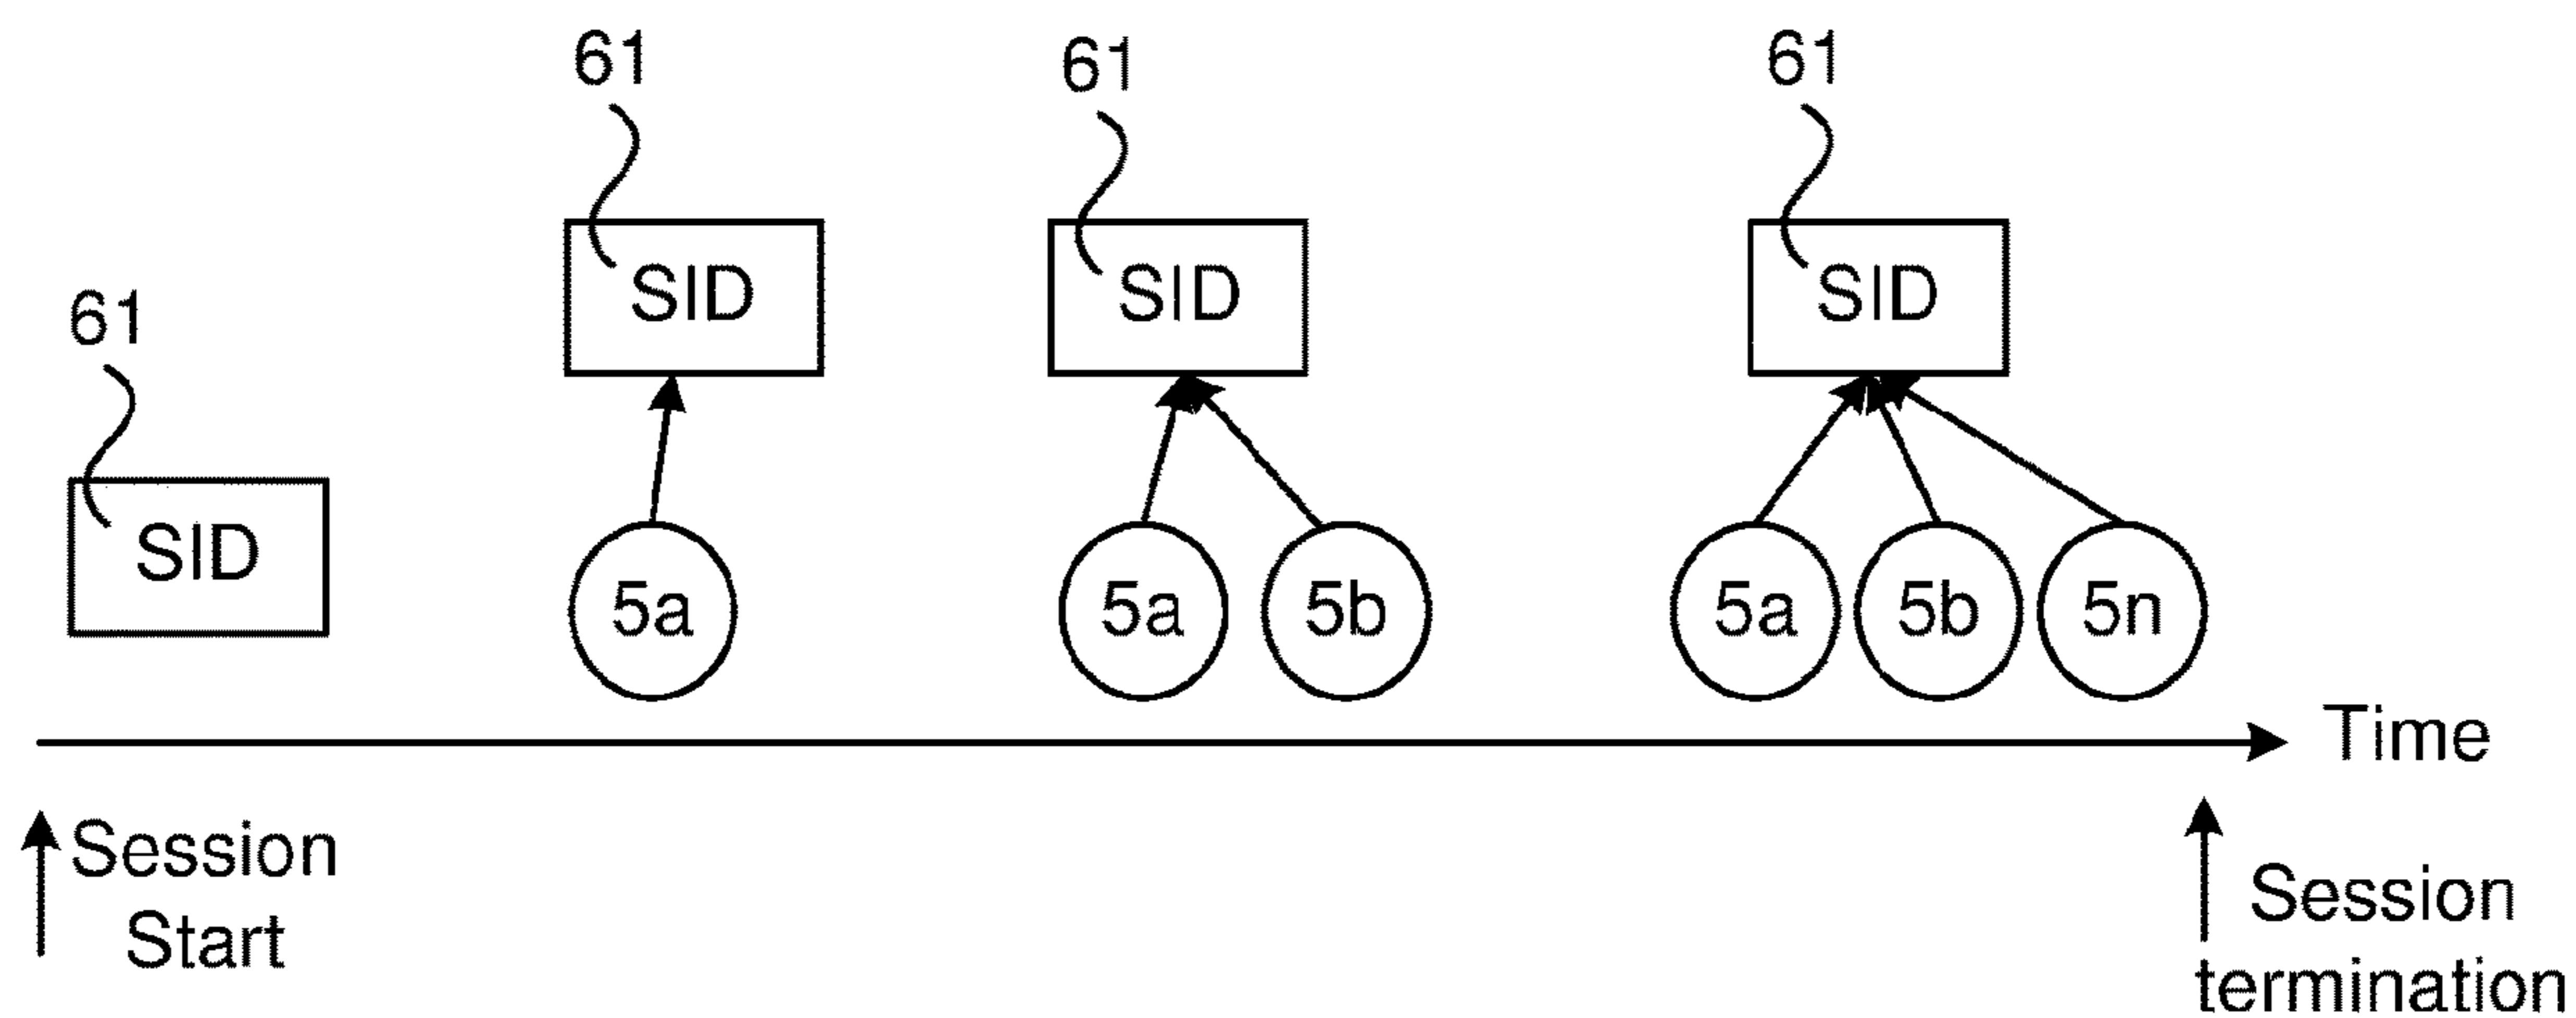 61
61
61
61
SID
SID
SID
SID
5a
5a
5b
5a
5b
5n
Time
Session
Start
Session
termination